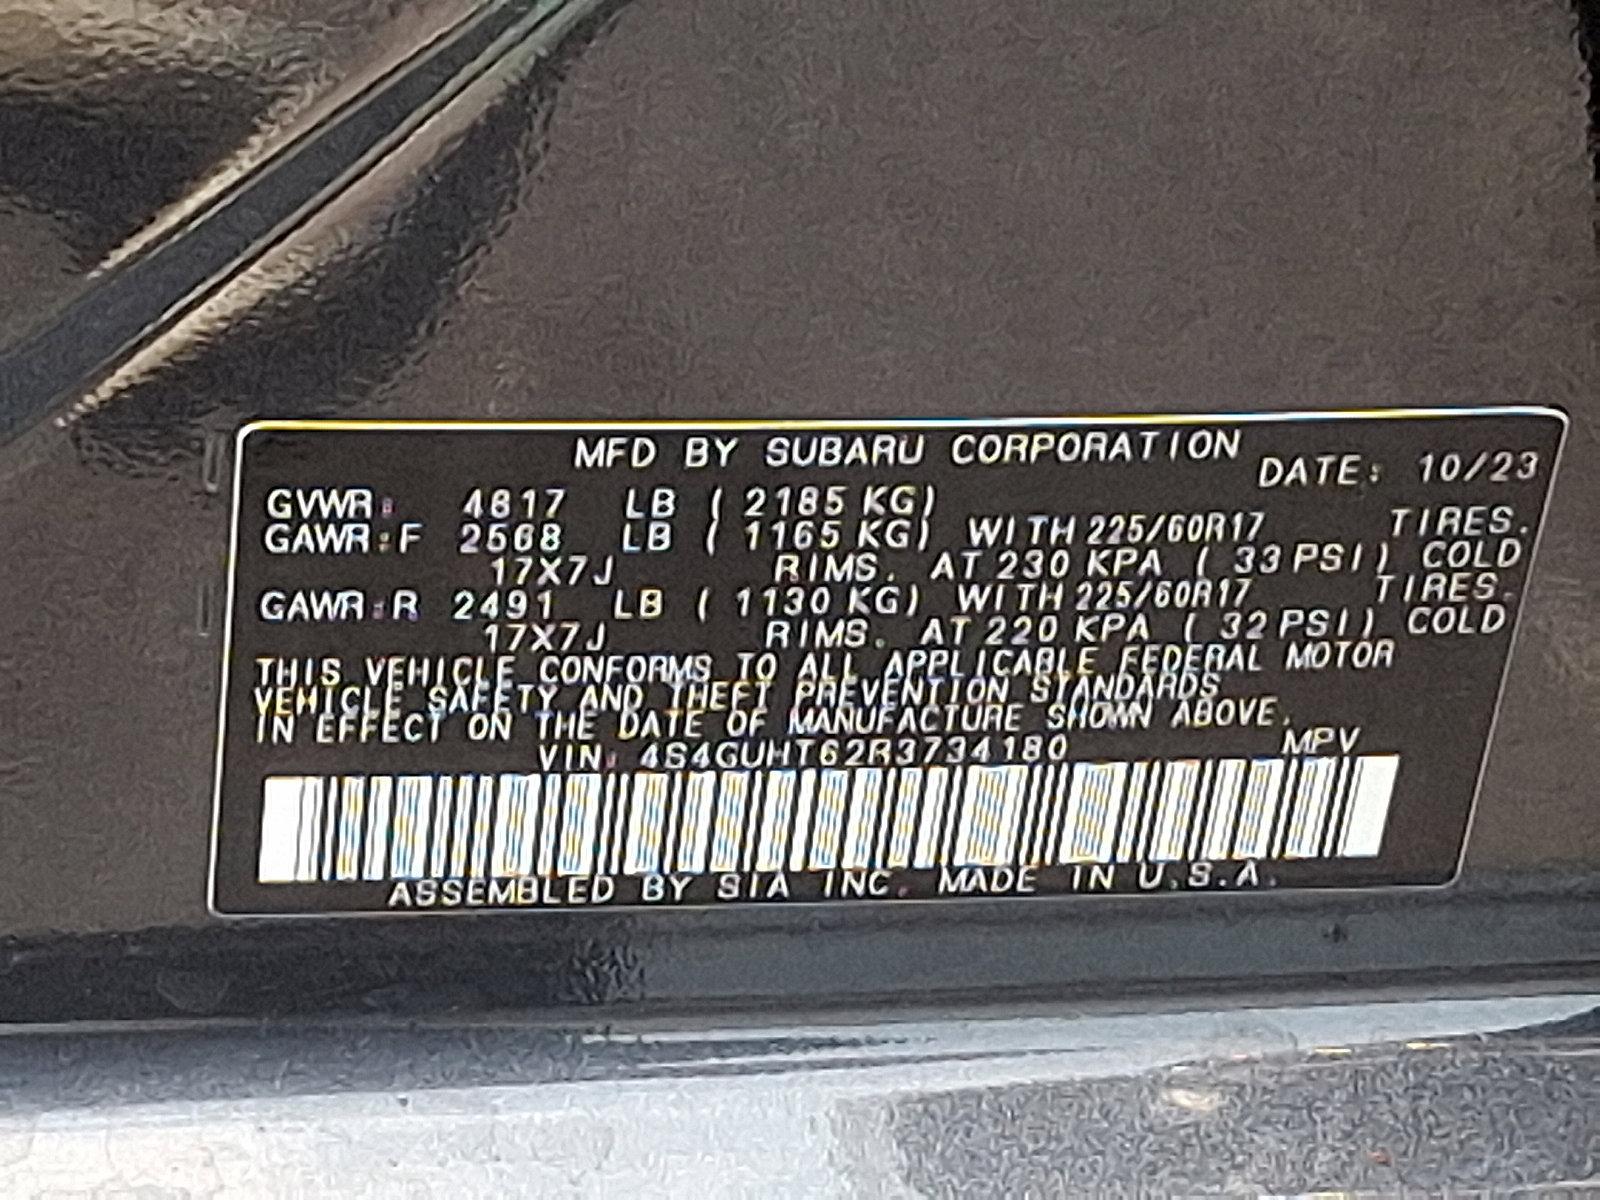 MFD BY SUBARU CORPORATION
DATE: 10/23
GVWR: 4817 LB ( 2185 KG)
GAWR:F 2568 LB ( 1165 KG) WITH 225/60R17 TIRES.
17X7J RIMS. AT 230 KPA ( 33 PSI) COLD
GAWR:R 2491 LB ( 1130 KG) WITH 225/60R17 TIRES.
17X7J RIMS. AT 220 KPA ( 32 PSI) COLD
THIS VEHICLE CONFORMS TO ALL APPLICABLE FEDERAL MOTOR
VEHICLE SAFETY AND THEFT PREVENTION STANDARDS
IN EFFECT ON THE DATE OF MANUFACTURE SHOWN ABOVE.
VIN: 4S4GUHT62R3734180 MPV
ASSEMBLED BY SIA INC. MADE IN U.S.A.